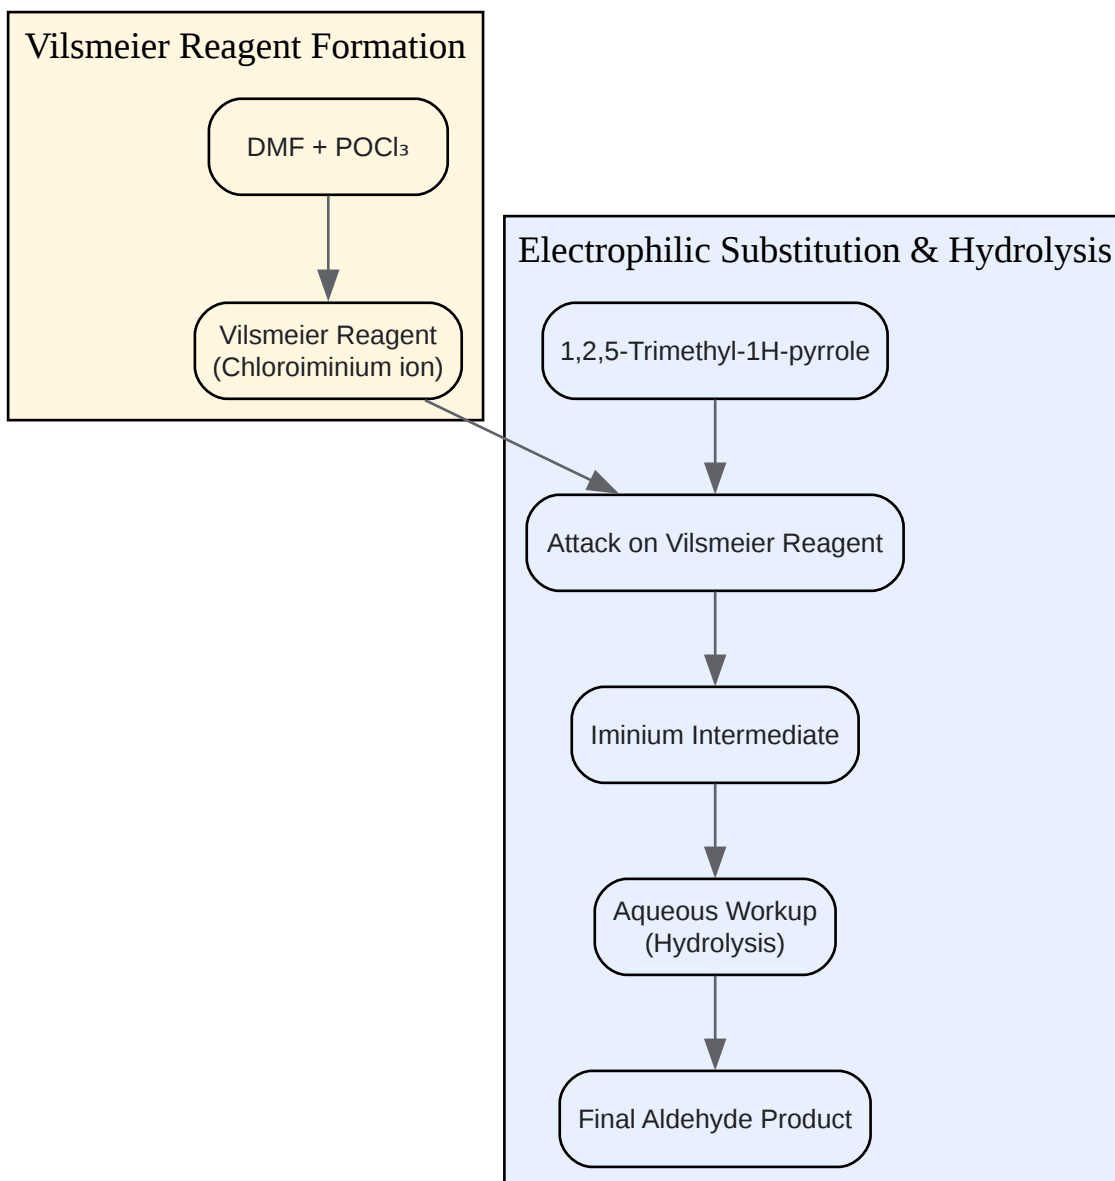 Vilsmeier Reagent Formation
DMF + POCl₃
Vilsmeier Reagent
(Chloroiminium ion)
Electrophilic Substitution & Hydrolysis
1,2,5-Trimethyl-1H-pyrrole
Attack on Vilsmeier Reagent
Iminium Intermediate
Aqueous Workup
(Hydrolysis)
Final Aldehyde Product